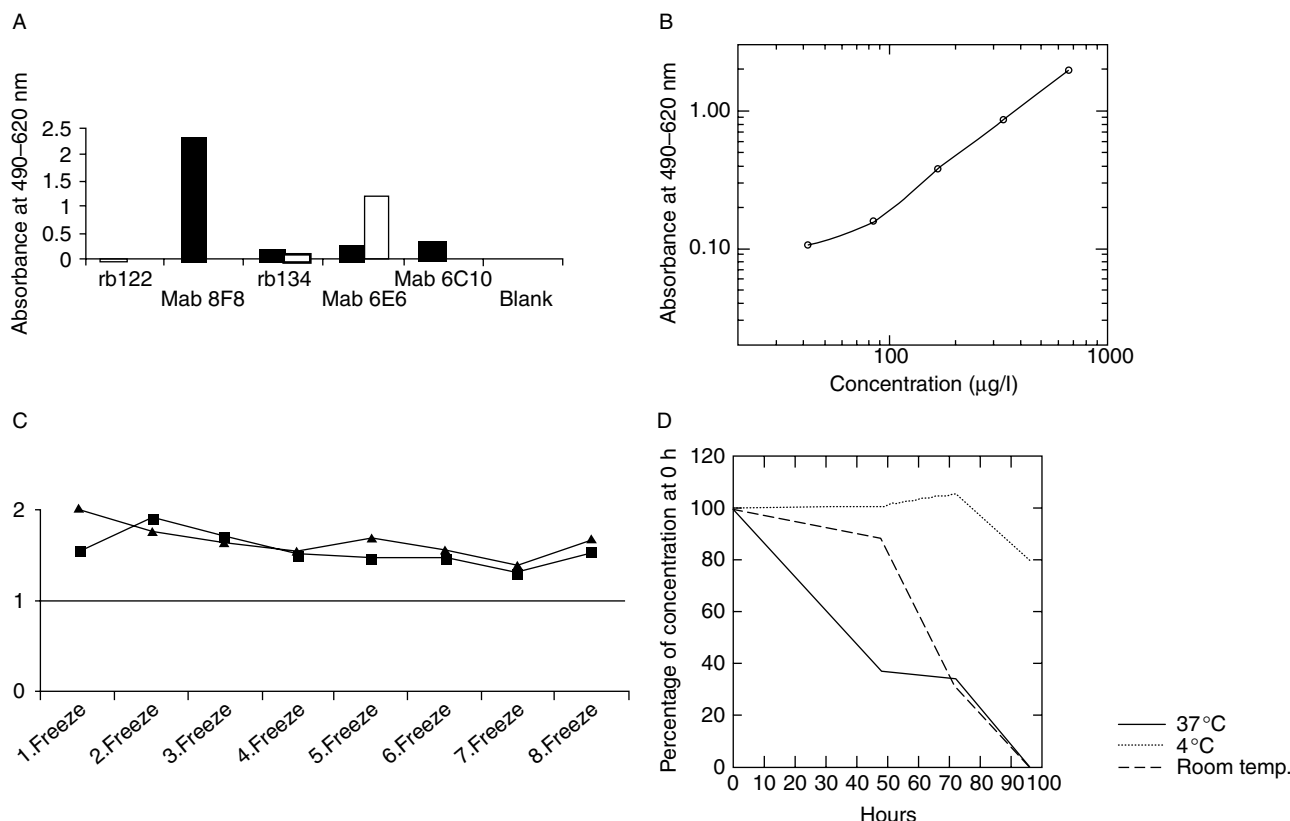 A
Absorbance at 490–620 nm
2.5
2
1.5
1
0.5
0
rb122
Mab 8F8
rb134
Mab 6E6
Mab 6C10
Blank
B
Absorbance at 490–620 nm
1.00
0.10
100
1000
Concentration (μg/l)
C
2
1
0
1.Freeze
2.Freeze
3.Freeze
4.Freeze
5.Freeze
6.Freeze
7.Freeze
8.Freeze
D
Percentage of concentration at 0 h
120
100
80
60
40
20
0
0 10 20 30 40 50 60 70 80 90 100
Hours
37°C
4°C
Room temp.